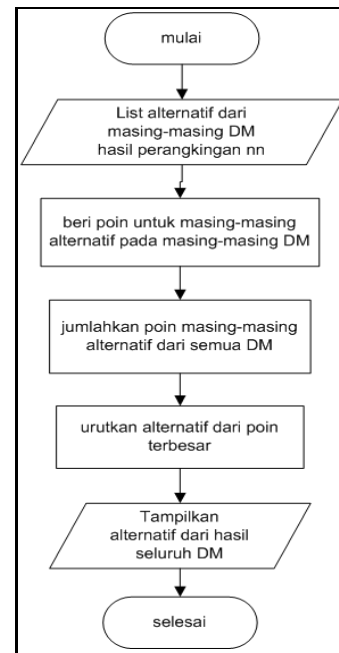 mulai
List alternatif dari
masing-masing DM
hasil perangkingan nn
beri poin untuk masing-masing
alternatif pada masing-masing DM
jumlahkan poin masing-masing
alternatif dari semua DM
urutkan alternatif dari poin
terbesar
Tampilkan
alternatif dari hasil
seluruh DM
selesai